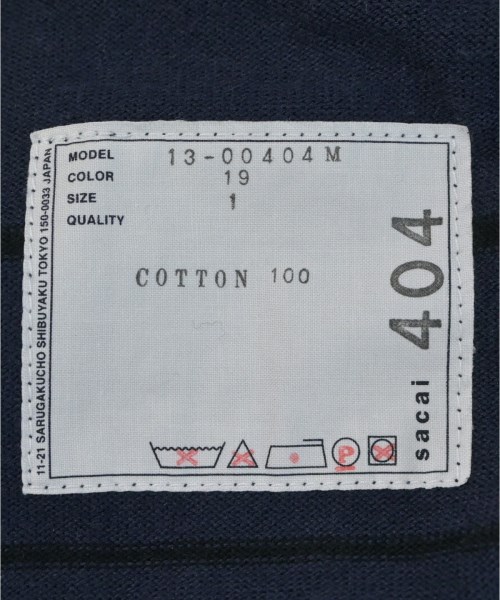 MODEL 13-00404 M
COLOR 19
SIZE 1
QUALITY
COTTON 100
11-21 SARUGAKUCHO SHIBUYAKU TOKYO 150-0033 JAPAN
sacai 404
P